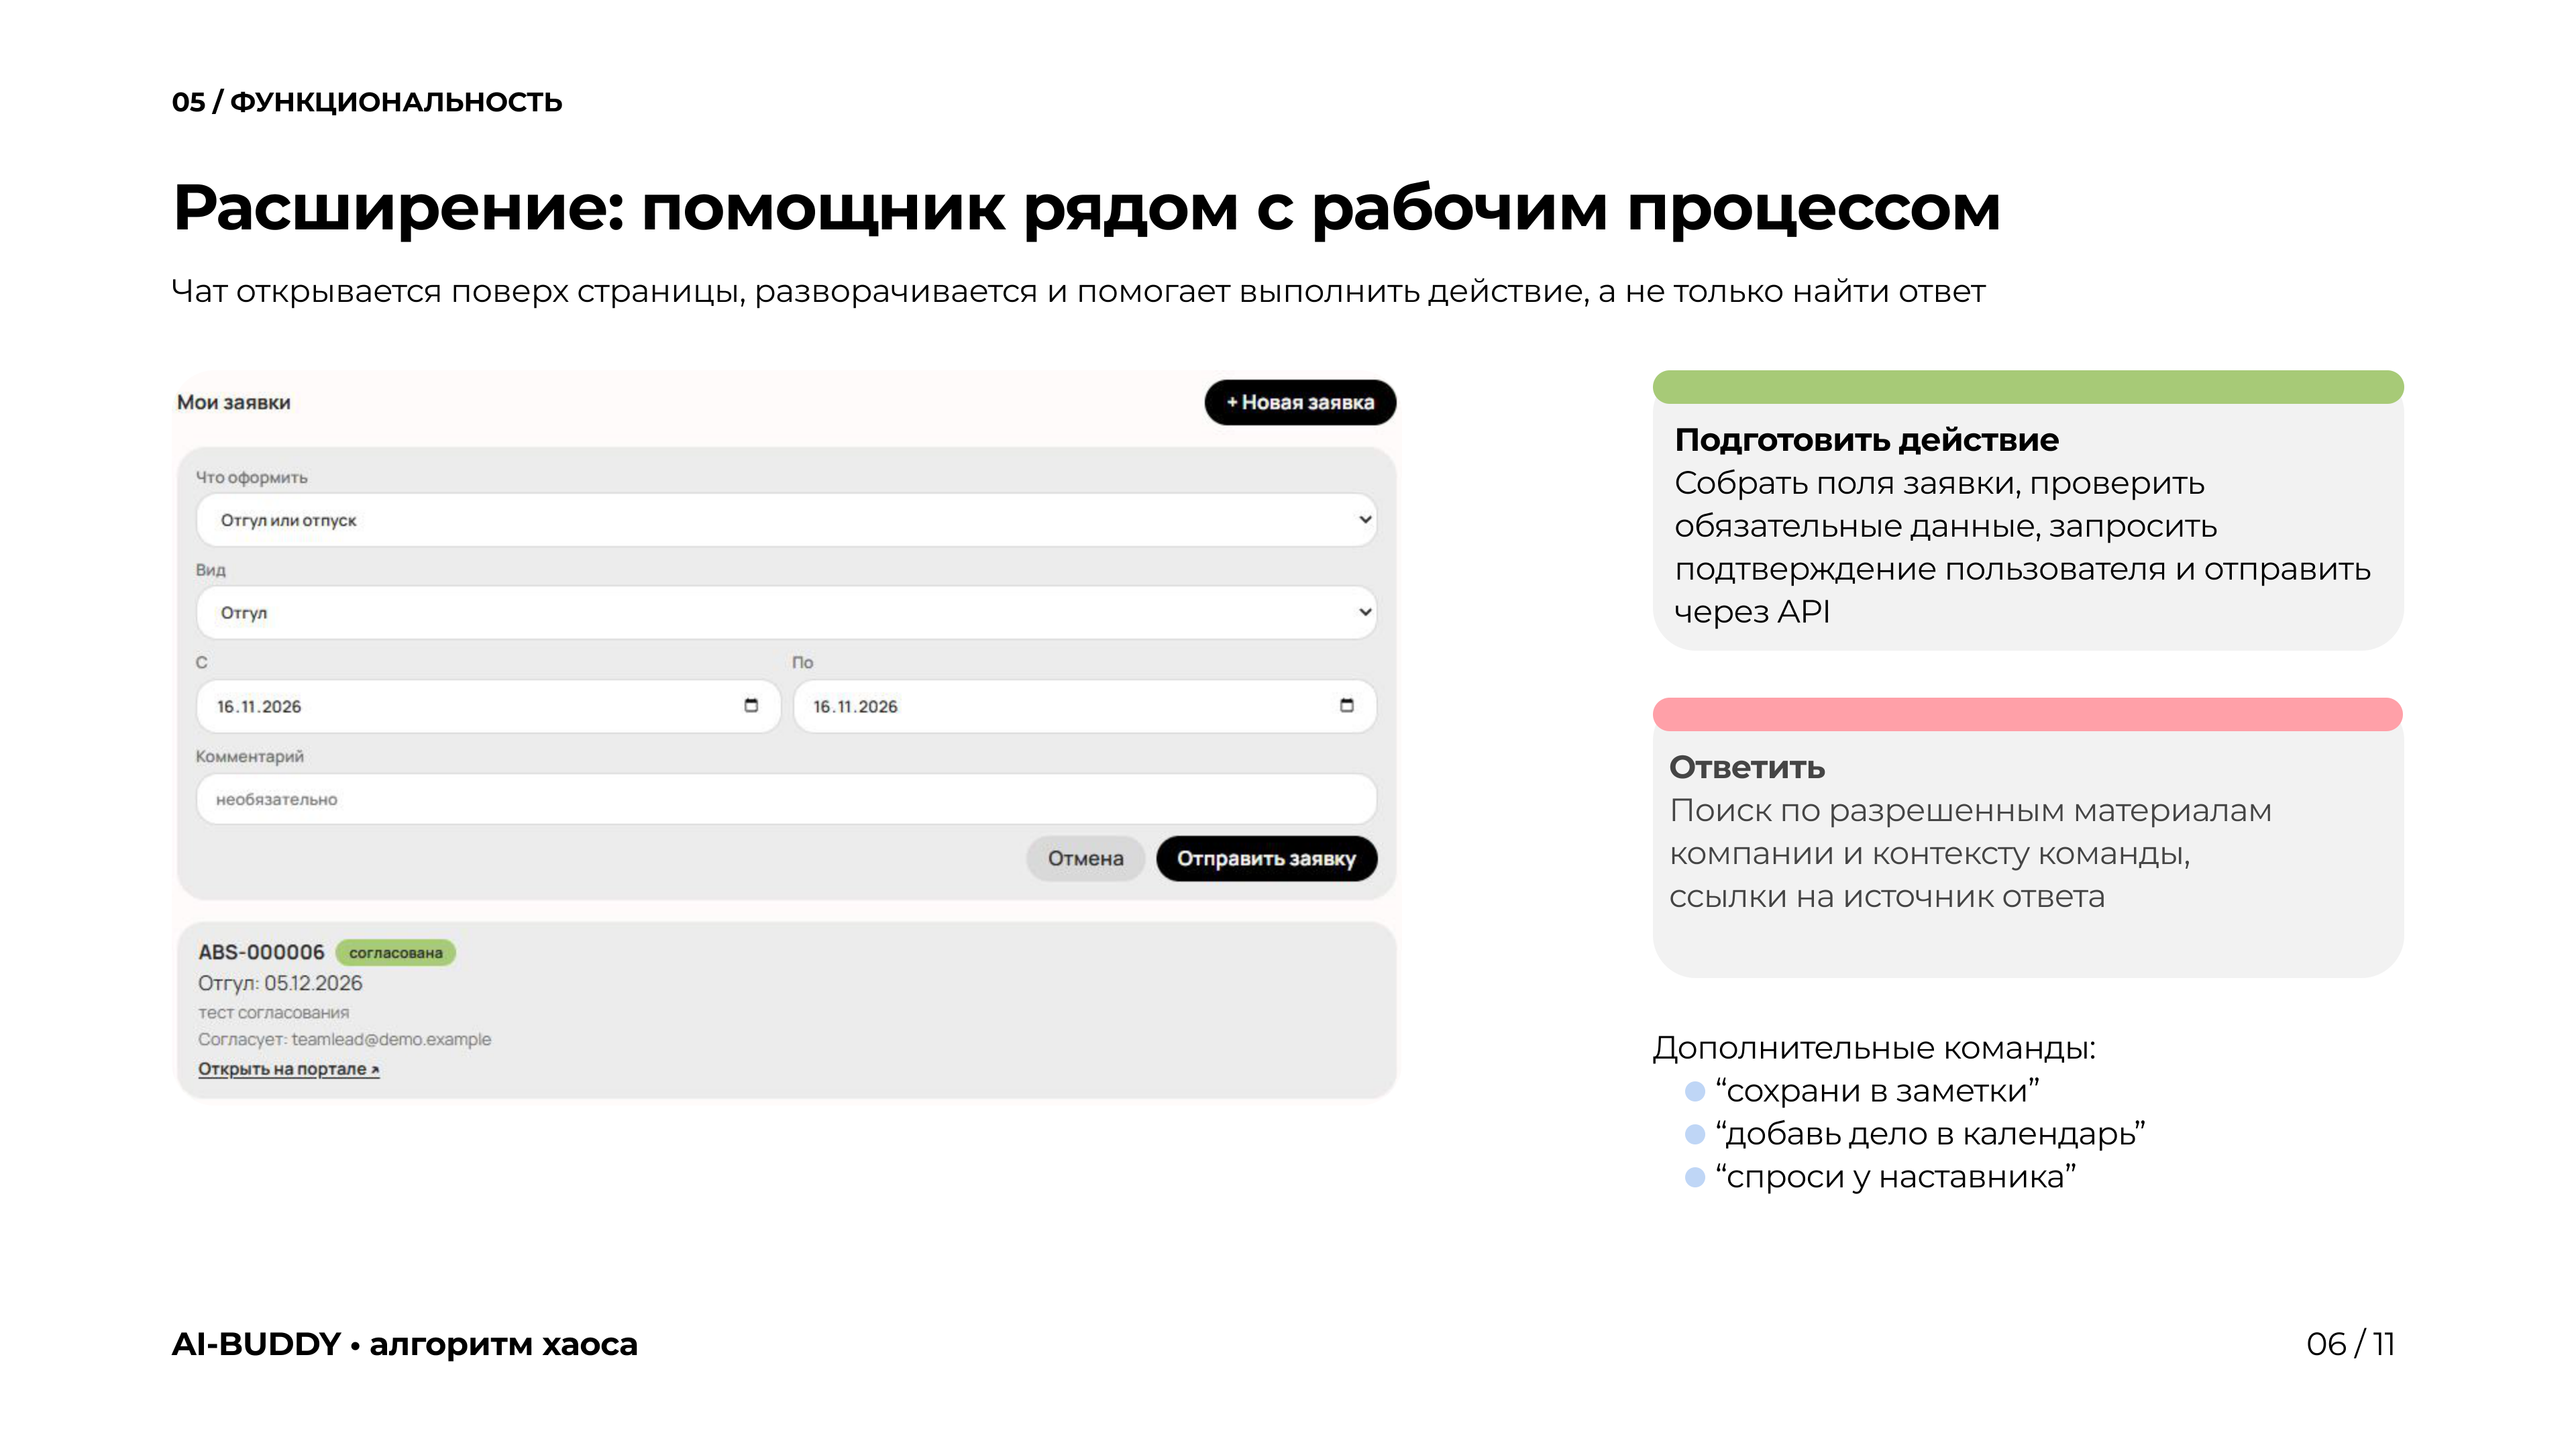 05 / ФУНКЦИОНАЛЬНОСТЬ
Расширение: помощник рядом с рабочим процессом
Чат открывается поверх страницы, разворачивается и помогает выполнить действие, а не только найти ответ
Мои заявки
+ Новая заявка
Что оформить
Отгул или отпуск
Вид
Отгул
С
По
16.11.2026
16.11.2026
Комментарий
необязательно
Отмена
Отправить заявку
ABS-000006 согласована
Отгул: 05.12.2026
тест согласования
Согласует: teamlead@demo.example
Открыть на портале ↗
Подготовить действие
Собрать поля заявки, проверить
обязательные данные, запросить
подтверждение пользователя и отправить
через API
Ответить
Поиск по разрешенным материалам
компании и контексту команды,
ссылки на источник ответа
Дополнительные команды:
● “сохрани в заметки”
● “добавь дело в календарь”
● “спроси у наставника”
AI-BUDDY • алгоритм хаоса
06 / 11